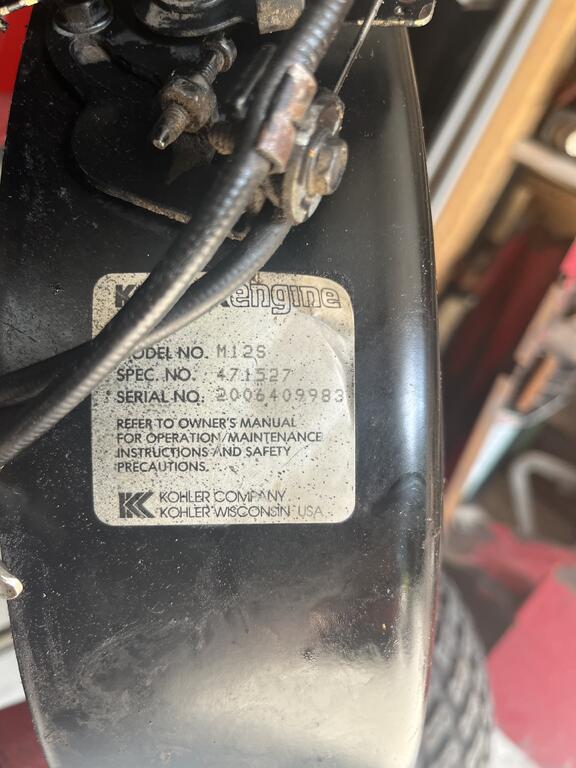 engine
MODEL NO. M12S
SPEC. NO. 471527
SERIAL NO. 2006409983
REFER TO OWNER'S MANUAL
FOR OPERATION/MAINTENANCE
INSTRUCTIONS AND SAFETY
PRECAUTIONS.
KOHLER COMPANY
KOHLER WISCONSIN USA